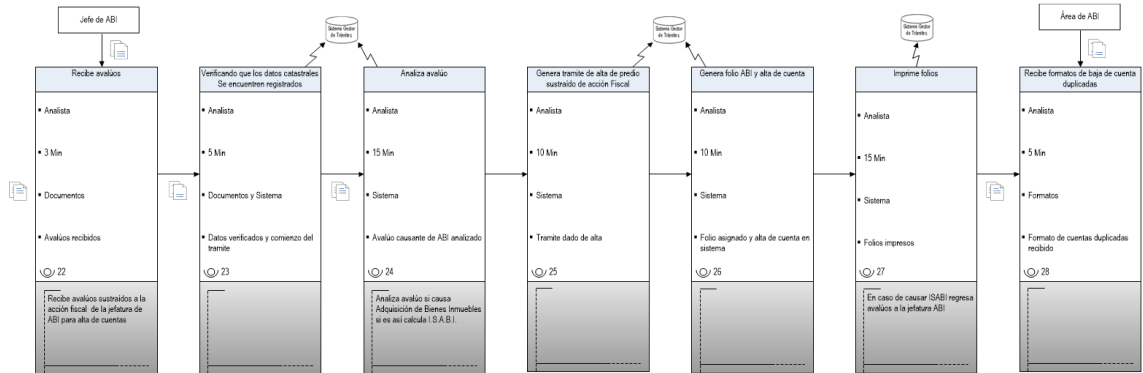 Jefe de ABI
Sistema Gestor
de Trámites
Sistema Gestor
de Trámites
Sistema Gestor
de Trámites
Área de ABI
Recibe avalúos
Analista
3 Min
Documentos
Avalúos recibidos
22
Recibe avalúos sustraídos a la
acción fiscal de la jefatura de
ABI para alta de cuentas
Verificando que los datos catastrales
Se encuentren registrados
Analista
5 Min
Documentos y Sistema
Datos verificados y comienzo del
tramite
23
Analiza avalúo
Analista
15 Min
Sistema
Avalúo causante de ABI analizado
24
Analiza avalúo si causa
Adquisición de Bienes Inmuebles
si es así calcula I.S.A.B.I.
Genera tramite de alta de predio
sustraído de acción Fiscal
Analista
10 Min
Sistema
Tramite dado de alta
25
Genera folio ABI y alta de cuenta
Analista
10 Min
Sistema
Folio asignado y alta de cuenta en
sistema
26
Imprime folios
Analista
15 Min
Sistema
Folios impresos
27
En caso de causar ISABI regresa
avalúos a la jefatura ABI
Recibe formatos de baja de cuenta
duplicadas
Analista
5 Min
Formatos
Formato de cuentas duplicadas
recibido
28